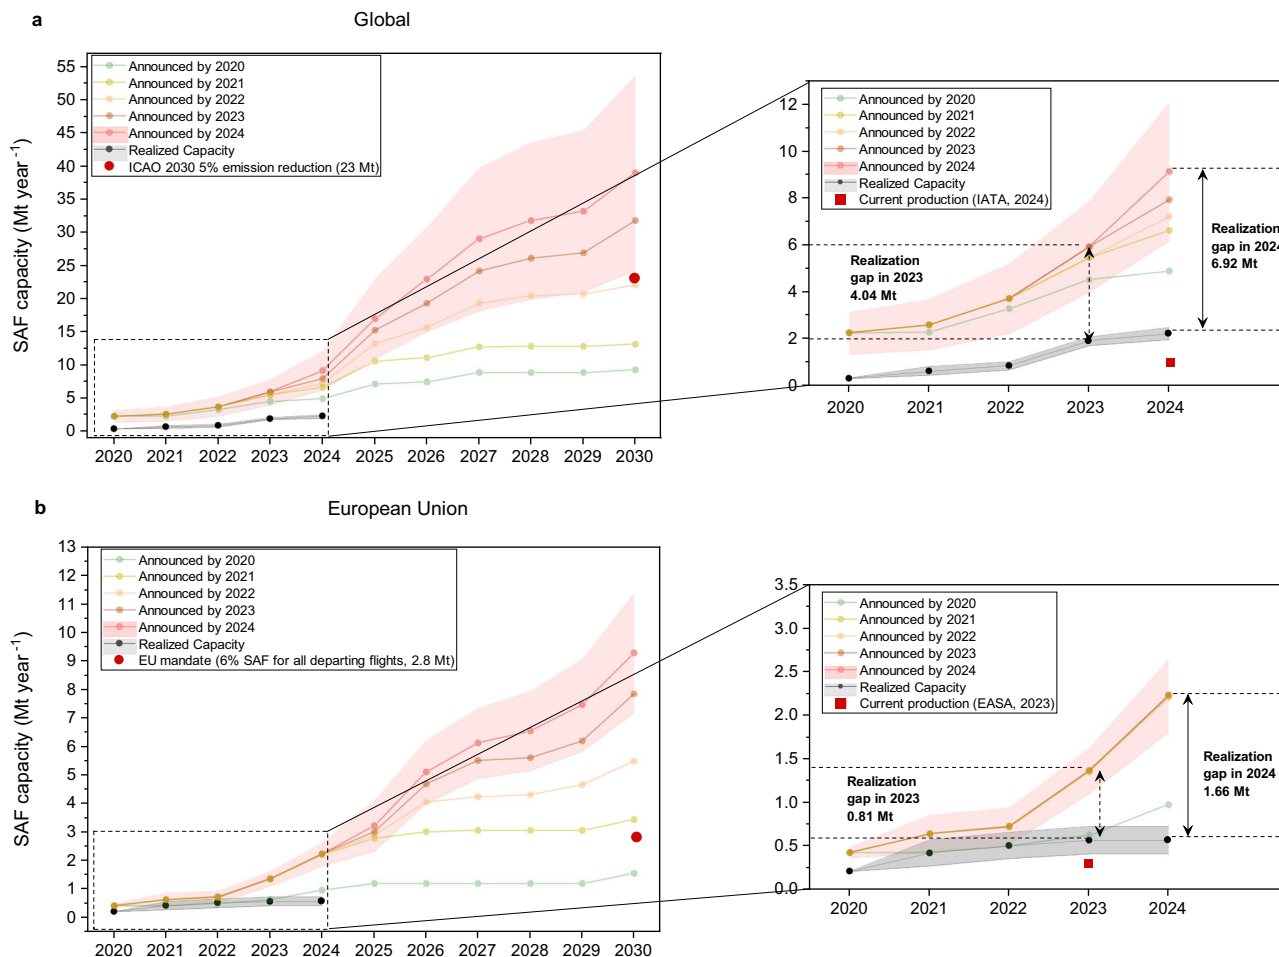 a
Global
SAF capacity (Mt year-1)
55
50
45
40
35
30
25
20
15
10
5
0
Announced by 2020
Announced by 2021
Announced by 2022
Announced by 2023
Announced by 2024
Realized Capacity
ICAO 2030 5% emission reduction (23 Mt)
2020 2021 2022 2023 2024 2025 2026 2027 2028 2029 2030
12
10
8
6
4
2
0
Announced by 2020
Announced by 2021
Announced by 2022
Announced by 2023
Announced by 2024
Realized Capacity
Current production (IATA, 2024)
Realization
gap in 2023
4.04 Mt
Realization
gap in 2024
6.92 Mt
2020 2021 2022 2023 2024
b
European Union
SAF capacity (Mt year-1)
13
12
11
10
9
8
7
6
5
4
3
2
1
0
Announced by 2020
Announced by 2021
Announced by 2022
Announced by 2023
Announced by 2024
Realized Capacity
EU mandate (6% SAF for all departing flights, 2.8 Mt)
2020 2021 2022 2023 2024 2025 2026 2027 2028 2029 2030
3.5
3.0
2.5
2.0
1.5
1.0
0.5
0.0
Announced by 2020
Announced by 2021
Announced by 2022
Announced by 2023
Announced by 2024
Realized Capacity
Current production (EASA, 2023)
Realization
gap in 2023
0.81 Mt
Realization
gap in 2024
1.66 Mt
2020 2021 2022 2023 2024